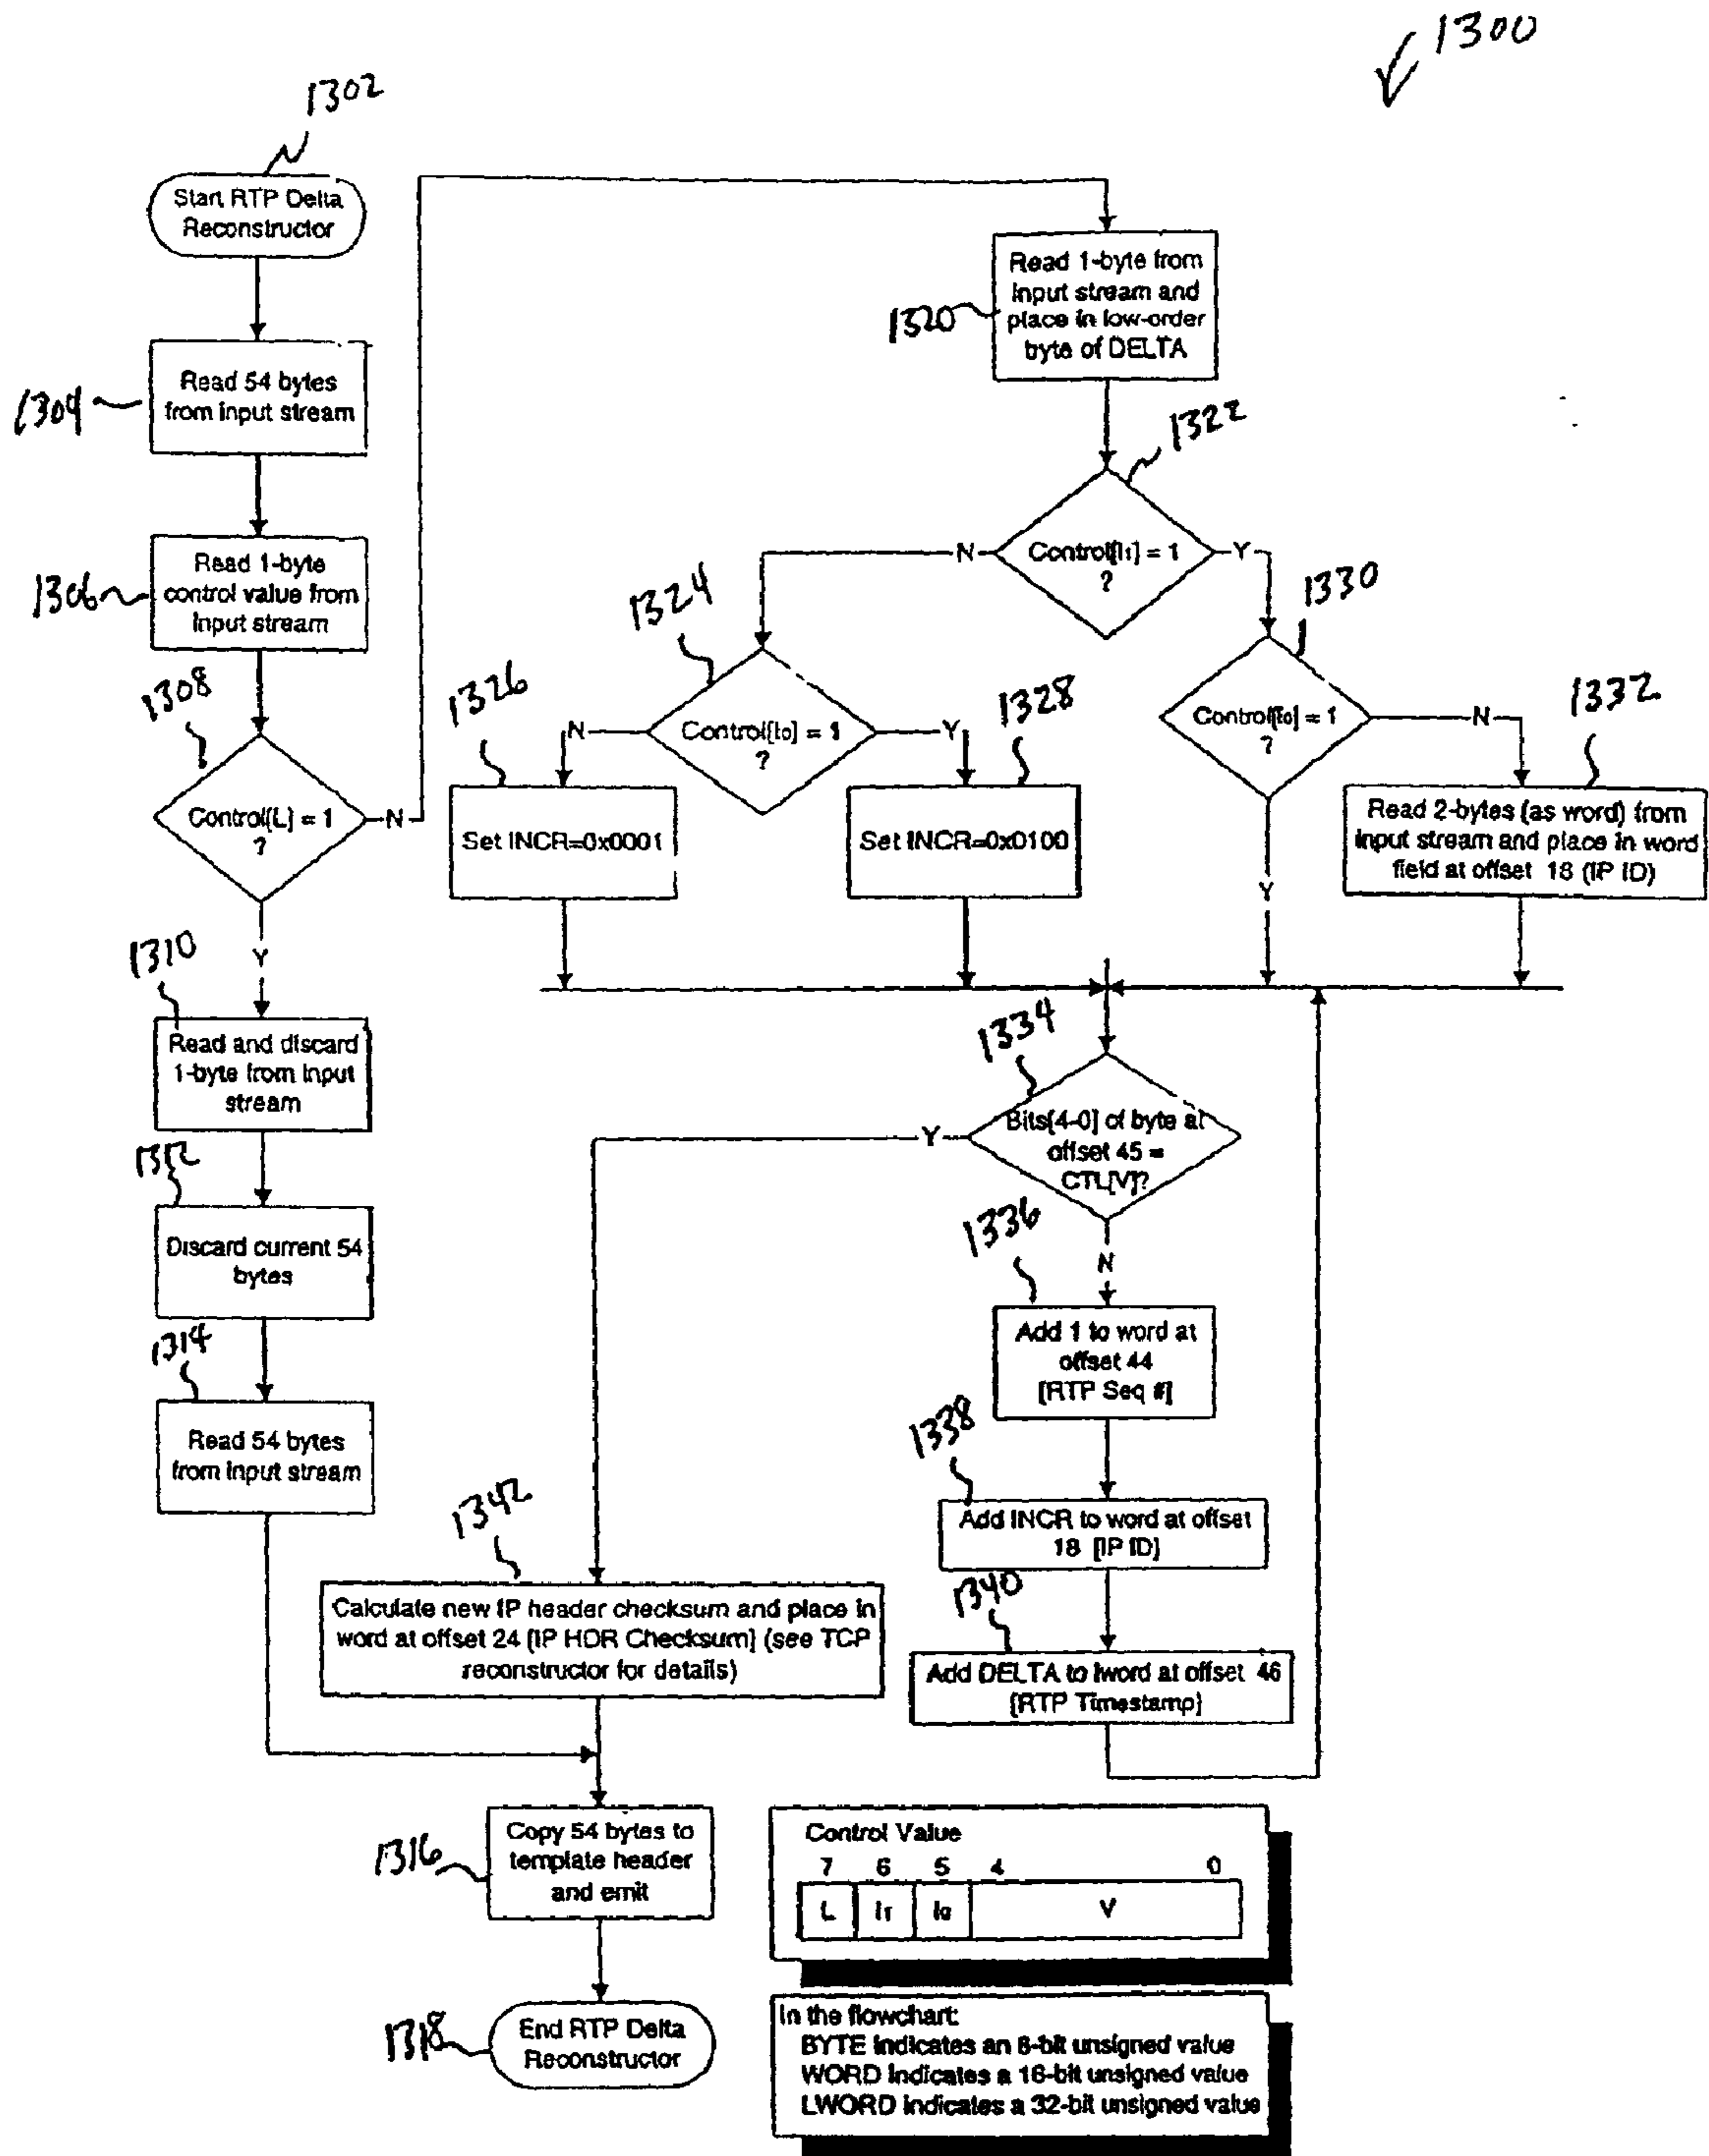 1300
1302
Start RTP Delta
Reconstructor
1304
Read 54 bytes
from input stream
1306
Read 1-byte
control value from
input stream
1308
Control[L] = 1
?
N
Y
1310
Read and discard
1-byte from input
stream
1312
Discard current 54
bytes
1314
Read 54 bytes
from input stream
1320
Read 1-byte from
input stream and
place in low-order
byte of DELTA
1322
Control[I1] = 1
?
N
Y
1324
Control[I0] = 1
?
N
Y
1326
Set INCR=0x0001
1328
Set INCR=0x0100
1330
Control[I0] = 1
?
N
Y
1332
Read 2-bytes (as word) from
input stream and place in word
field at offset 18 (IP ID)
1334
Bits[4-0] of byte at
offset 45 =
CTL[V]?
Y
N
1336
Add 1 to word at
offset 44
[RTP Seq #]
1338
Add INCR to word at offset
18 [IP ID]
1340
Add DELTA to lword at offset 46
[RTP Timestamp]
1342
Calculate new IP header checksum and place in
word at offset 24 [IP HDR Checksum] (see TCP
reconstructor for details)
1316
Copy 54 bytes to
template header
and emit
1318
End RTP Delta
Reconstructor
Control Value
7 6 5 4 0
L I1 I0 V
In the flowchart:
BYTE indicates an 8-bit unsigned value
WORD indicates a 16-bit unsigned value
LWORD indicates a 32-bit unsigned value